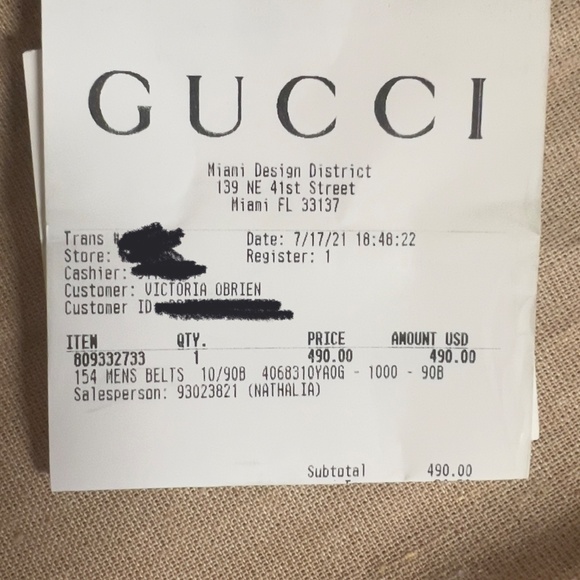 GUCCI
Miami Design District
139 NE 41st Street
Miami FL 33137
Trans # Date: 7/17/21 18:48:22
Store: Register: 1
Cashier:
Customer: VICTORIA OBRIEN
Customer ID
ITEM QTY. PRICE AMOUNT USD
809332733 1 490.00 490.00
154 MENS BELTS 10/90B 4068310YA0G - 1000 - 90B
Salesperson: 93023821 (NATHALIA)
Subtotal 490.00